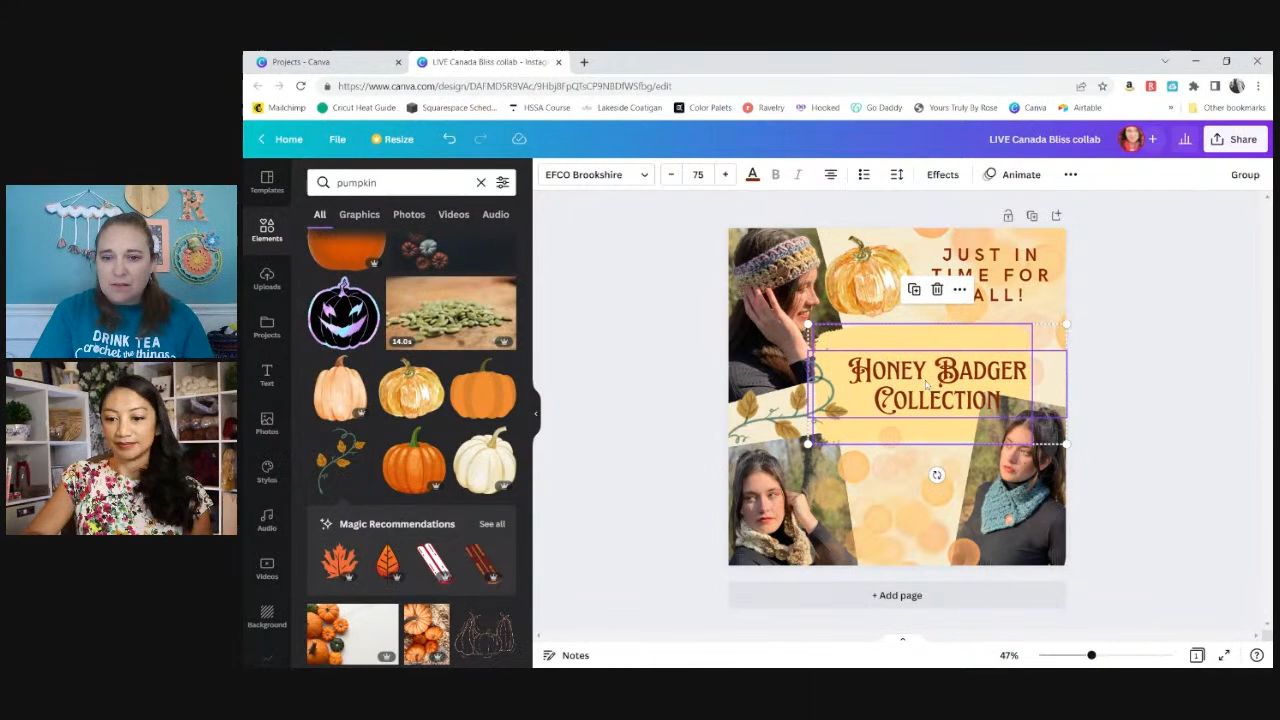 Projects - Canva
LIVE Canada Bliss collab - Instag
https://www.canva.com/design/DAFMD5R9VAc/9Hbj8FpQTsCP9NBDfWSfbg/edit
Mailchimp
Cricut Heat Guide
Squarespace Sched...
HSSA Course
Lakeside Coatigan
Color Palets
Ravelry
Hooked
Go Daddy
Yours Truly By Rose
Canva
Airtable
»
Other bookmarks
Home
File
Resize
LIVE Canada Bliss collab
+
Share
Templates
Elements
Uploads
Projects
Text
Photos
Styles
Audio
Videos
Background
pumpkin
All
Graphics
Photos
Videos
Audio
14.0s
Magic Recommendations
See all
EFCO Brookshire
–
75
+
A
B
I
Effects
Animate
Group
JUST IN
TIME FOR
ALL!
HONEY BADGER
COLLECTION
+ Add page
Notes
47%
1
DRINK TEA
crochet the things
R